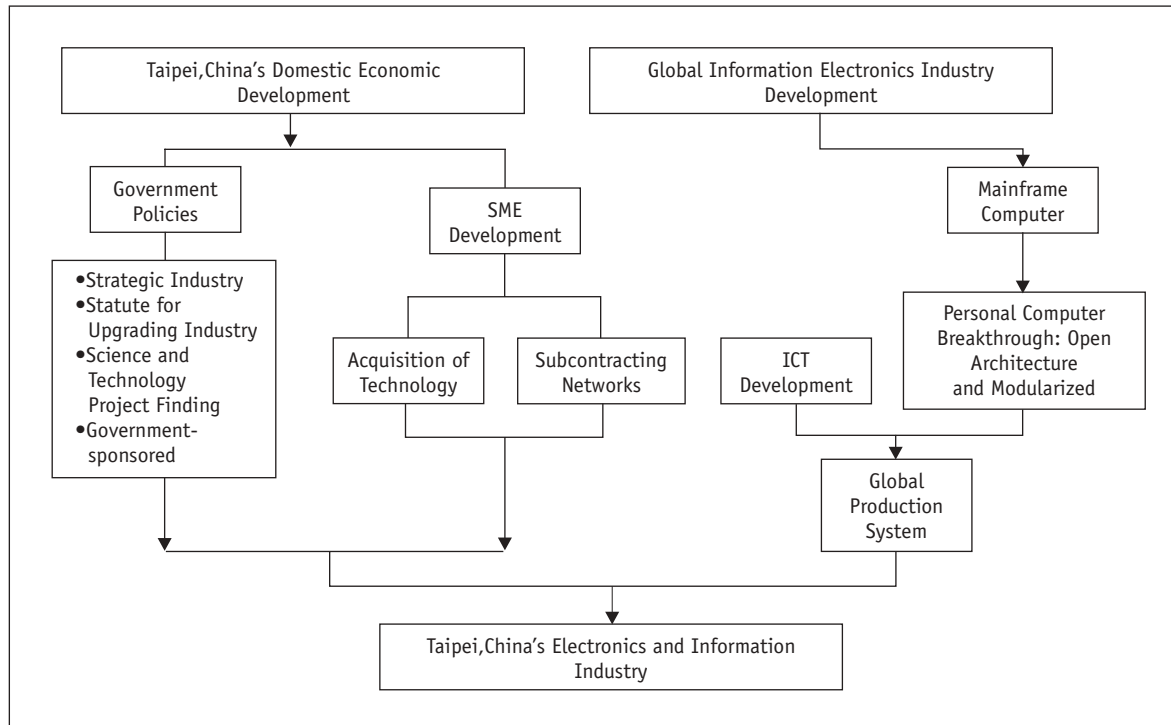 Taipei,China's Domestic Economic
Development
Global Information Electronics Industry
Development
Government
Policies
SME
Development
Mainframe
Computer
•Strategic Industry
•Statute for
Upgrading Industry
•Science and
Technology
Project Finding
•Government-
sponsored
Acquisition of
Technology
Subcontracting
Networks
ICT
Development
Personal Computer
Breakthrough: Open
Architecture
and Modularized
Global
Production
System
Taipei,China's Electronics and Information
Industry